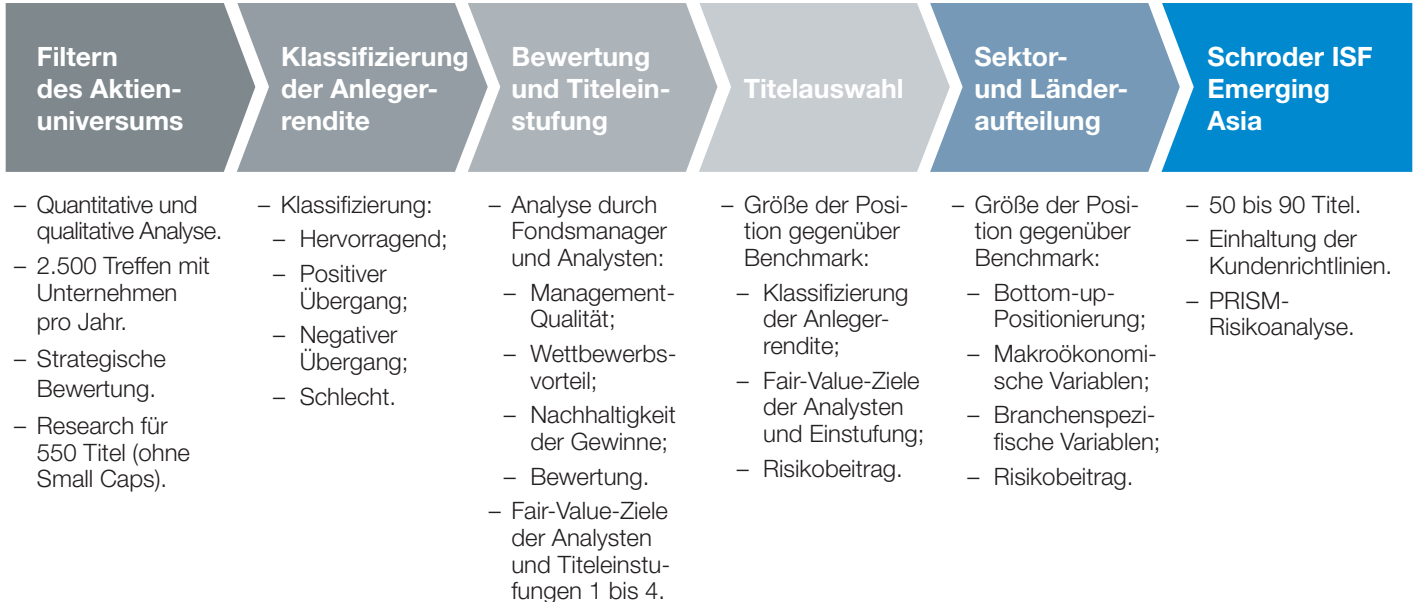 Filtern
des Aktien-
universums
Klassifizierung
der Anleger-
rendite
Bewertung
und Titelein-
stufung
Titelauswahl
Sektor-
und Länder-
aufteilung
Schroder ISF
Emerging
Asia
– Quantitative und
qualitative Analyse.
– 2.500 Treffen mit
Unternehmen
pro Jahr.
– Strategische
Bewertung.
– Research für
550 Titel (ohne
Small Caps).
– Klassifizierung:
– Hervorragend;
– Positiver
Übergang;
– Negativer
Übergang;
– Schlecht.
– Analyse durch
Fondsmanager
und Analysten:
– Management-
Qualität;
– Wettbewerbs-
vorteil;
– Nachhaltigkeit
der Gewinne;
– Bewertung.
– Fair-Value-Ziele
der Analysten
und Titeleinstu-
fungen 1 bis 4.
– Größe der Posi-
tion gegenüber
Benchmark:
– Klassifizierung
der Anleger-
rendite;
– Fair-Value-Ziele
der Analysten
und Einstufung;
– Risikobeitrag.
– Größe der Posi-
tion gegenüber
Benchmark:
– Bottom-up-
Positionierung;
– Makroökonomi-
sche Variablen;
– Branchenspezi-
fische Variablen;
– Risikobeitrag.
– 50 bis 90 Titel.
– Einhaltung der
Kundenrichtlinien.
– PRISM-
Risikoanalyse.